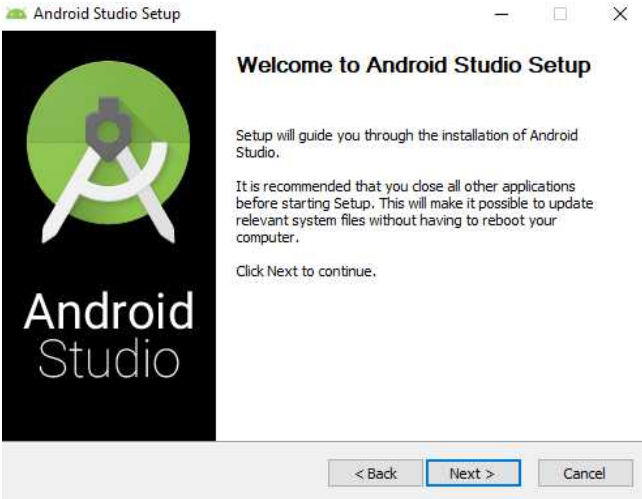 Android Studio Setup
Welcome to Android Studio Setup
Setup will guide you through the installation of Android
Studio.
It is recommended that you close all other applications
before starting Setup. This will make it possible to update
relevant system files without having to reboot your
computer.
Click Next to continue.
Android
Studio
< Back
Next >
Cancel